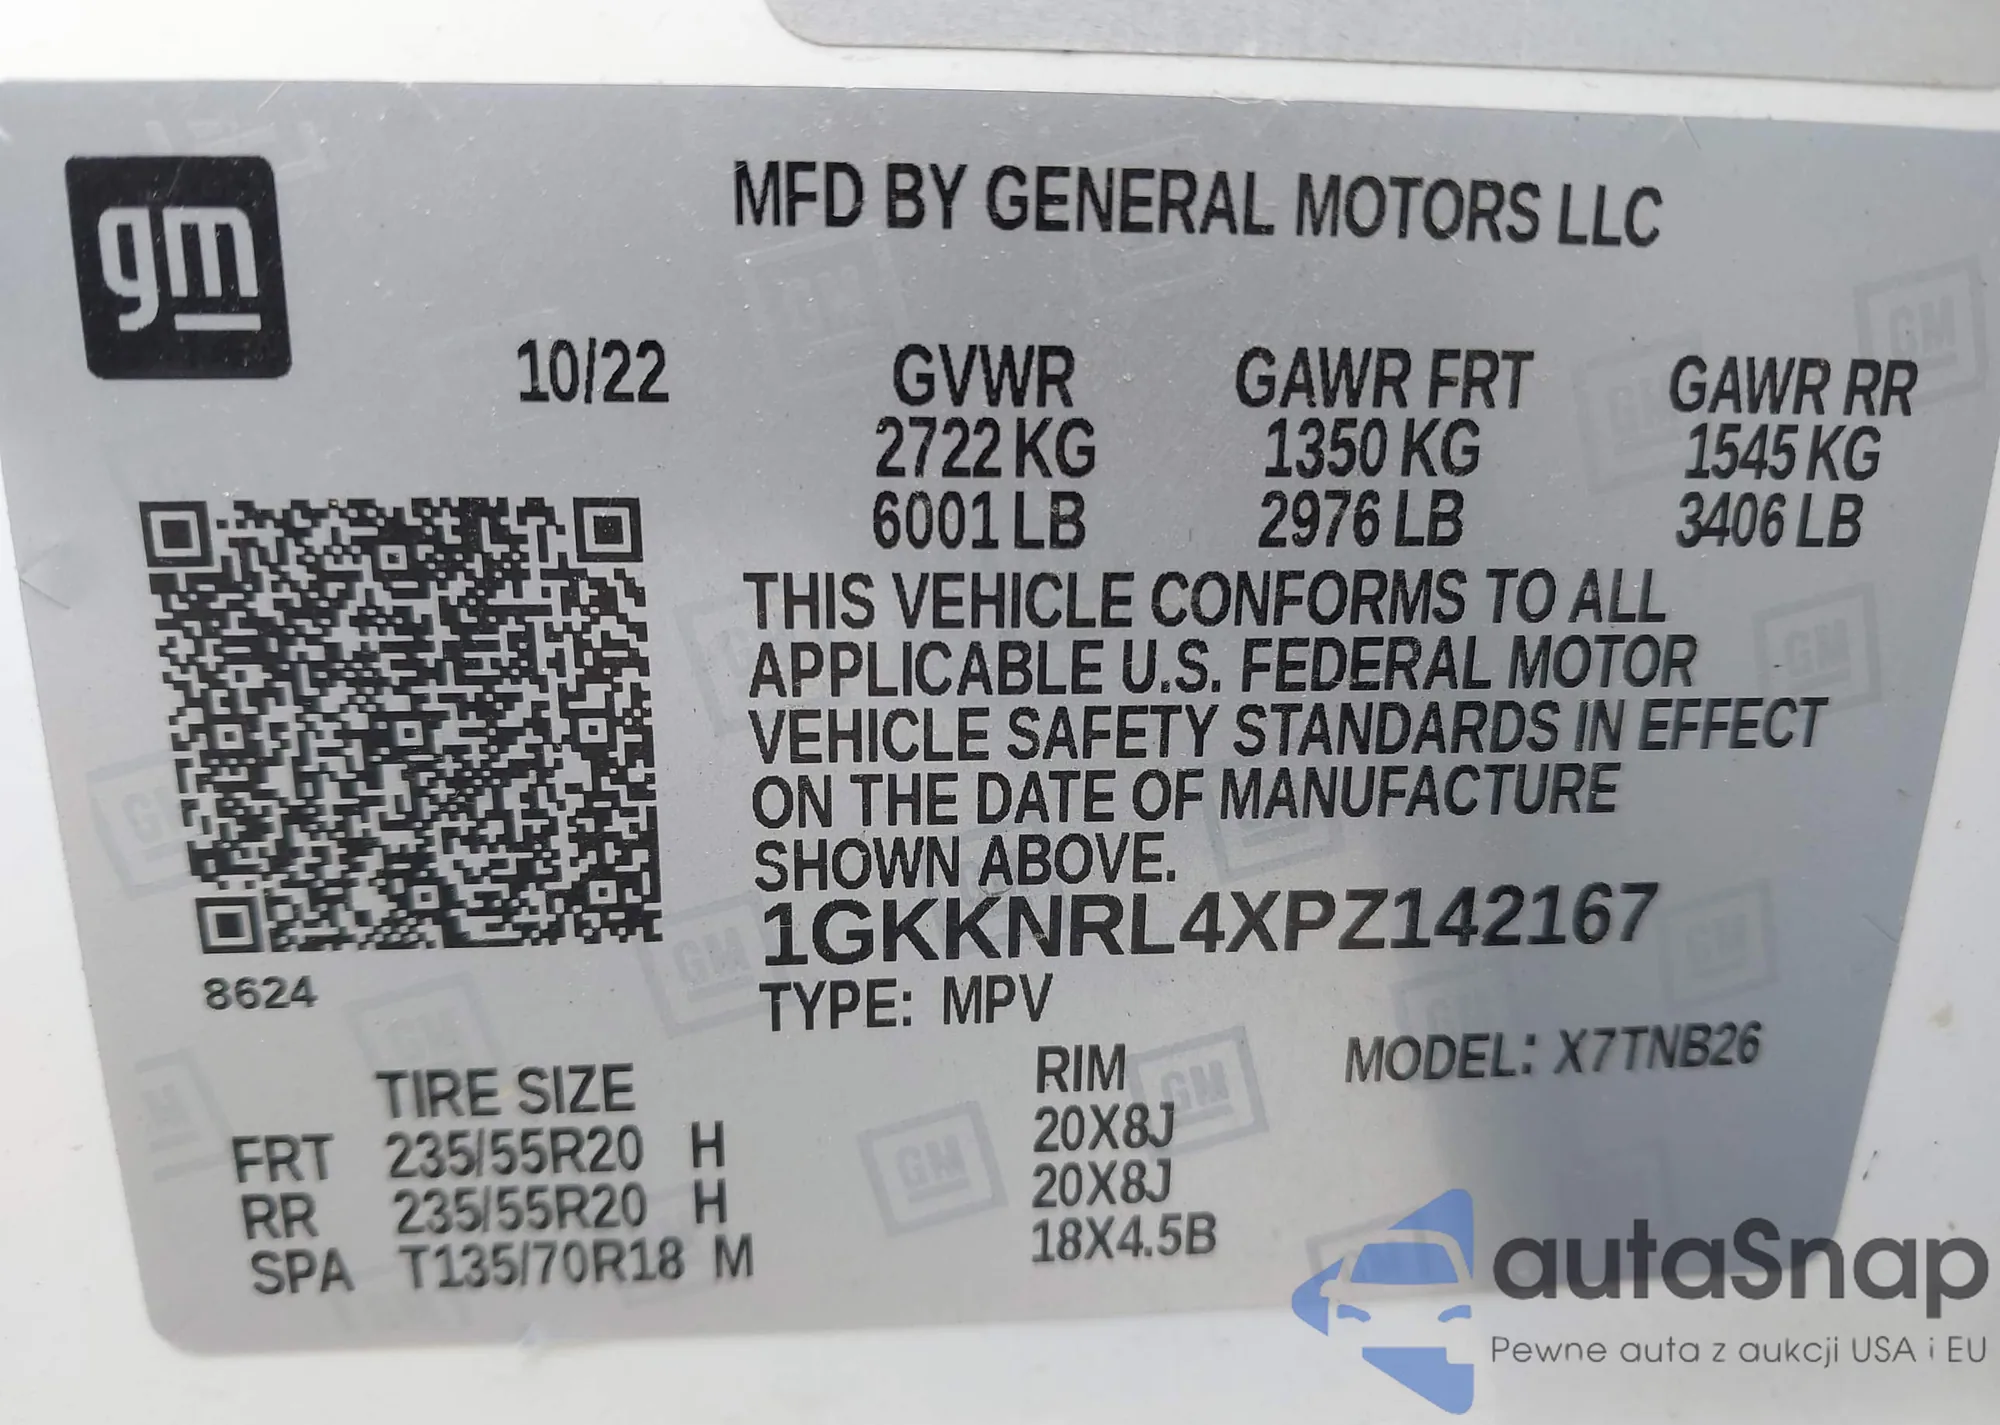 gm
MFD BY GENERAL MOTORS LLC
10/22 GVWR GAWR FRT GAWR RR
2722 KG 1350 KG 1545 KG
6001 LB 2976 LB 3406 LB
THIS VEHICLE CONFORMS TO ALL
APPLICABLE U.S. FEDERAL MOTOR
VEHICLE SAFETY STANDARDS IN EFFECT
ON THE DATE OF MANUFACTURE
SHOWN ABOVE.
1GKKNRL4XPZ142167
8624
TYPE: MPV
MODEL: X7TNB26
TIRE SIZE RIM
FRT 235/55R20 H 20X8J
RR 235/55R20 H 20X8J
SPA T135/70R18 M 18X4.5B
autaSnap
Pewne auta z aukcji USA i EU